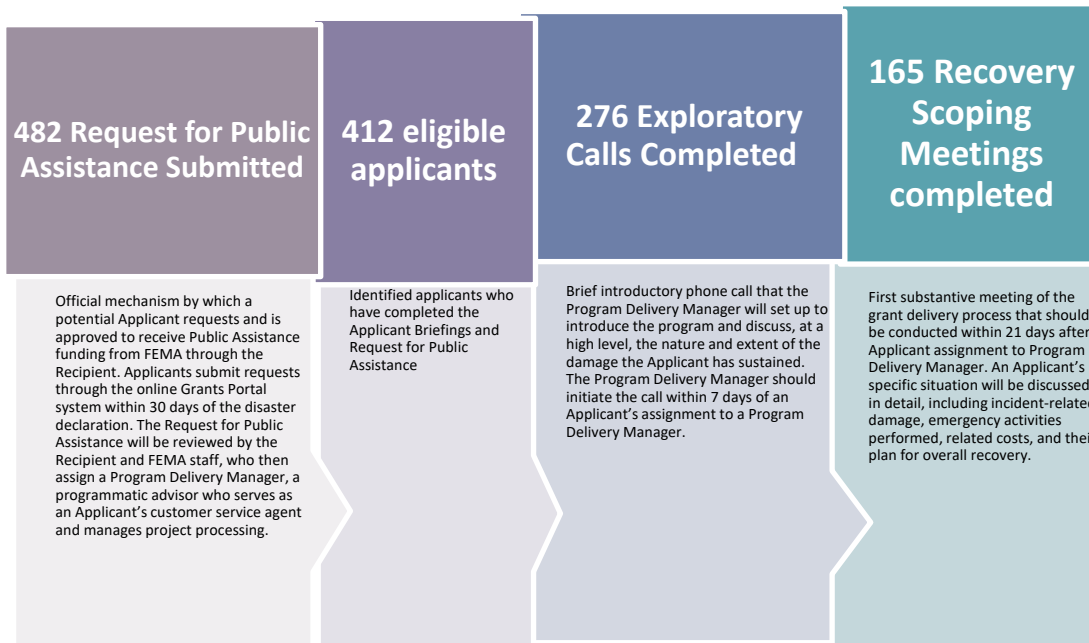 482 Request for Public
Assistance Submitted
Official mechanism by which a
potential Applicant requests and is
approved to receive Public Assistance
funding from FEMA through the
Recipient. Applicants submit requests
through the online Grants Portal
system within 30 days of the disaster
declaration. The Request for Public
Assistance will be reviewed by the
Recipient and FEMA staff, who then
assign a Program Delivery Manager, a
programmatic advisor who serves as
an Applicant’s customer service agent
and manages project processing.
412 eligible
applicants
Identified applicants who
have completed the
Applicant Briefings and
Request for Public
Assistance
276 Exploratory
Calls Completed
Brief introductory phone call that the
Program Delivery Manager will set up to
introduce the program and discuss, at a
high level, the nature and extent of the
damage the Applicant has sustained.
The Program Delivery Manager should
initiate the call within 7 days of an
Applicant’s assignment to a Program
Delivery Manager.
165 Recovery
Scoping
Meetings
completed
First substantive meeting of the
grant delivery process that should
be conducted within 21 days after
Applicant assignment to Program
Delivery Manager. An Applicant’s
specific situation will be discussed
in detail, including incident-related
damage, emergency activities
performed, related costs, and their
plan for overall recovery.